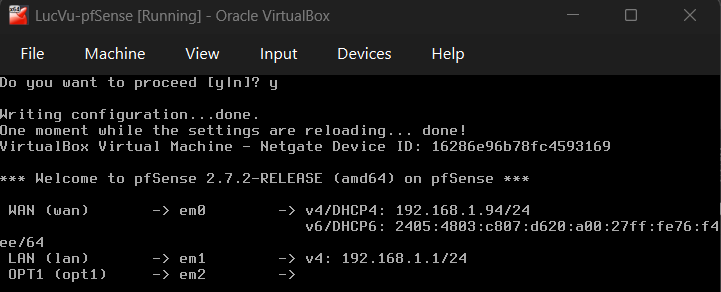 LucVu-pfSense [Running] - Oracle VirtualBox
File Machine View Input Devices Help
Do you want to proceed [y|n]? y
Writing configuration...done.
One moment while the settings are reloading... done!
VirtualBox Virtual Machine - Netgate Device ID: 16286e96b78fc4593169
*** Welcome to pfSense 2.7.2-RELEASE (amd64) on pfSense ***
WAN (wan) -> em0 -> v4/DHCP4: 192.168.1.94/24
v6/DHCP6: 2405:4803:c807:d620:a00:27ff:fe76:f4
ee/64
LAN (lan) -> em1 -> v4: 192.168.1.1/24
OPT1 (opt1) -> em2 ->